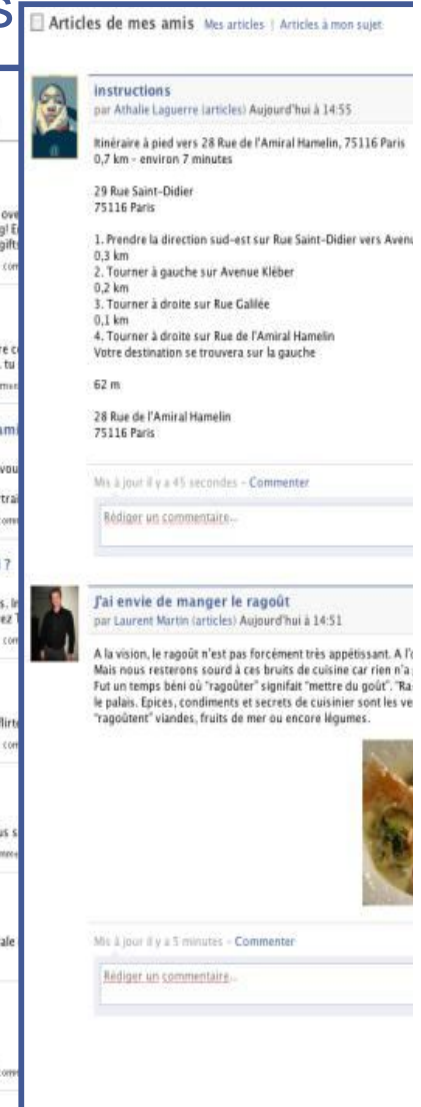 S
Articles de mes amis Mes articles | Articles à mon sujet
instructions
par Athalie Laguerre (articles) Aujourd'hui à 14:55
Itinéraire à pied vers 28 Rue de l'Amiral Hamelin, 75116 Paris
0,7 km - environ 7 minutes
29 Rue Saint-Didier
75116 Paris
1. Prendre la direction sud-est sur Rue Saint-Didier vers Avenu
0,3 km
2. Tourner à gauche sur Avenue Kléber
0,2 km
3. Tourner à droite sur Rue Galilée
0,1 km
4. Tourner à droite sur Rue de l'Amiral Hamelin
Votre destination se trouvera sur la gauche
62 m
28 Rue de l'Amiral Hamelin
75116 Paris
Mis à jour il y a 45 secondes - Commenter
Rédiger un commentaire...
J'ai envie de manger le ragoût
par Laurent Martin (articles) Aujourd'hui à 14:51
A la vision, le ragoût n'est pas forcément très appétissant. A l'
Mais nous resterons sourd à ces bruits de cuisine car rien n'a
Fut un temps béni où "ragoûter" signifait "mettre du goût". "Ra
le palais. Epices, condiments et secrets de cuisinier sont les ve
"ragoûtent" viandes, fruits de mer ou encore légumes.
Mis à jour il y a 5 minutes - Commenter
Rédiger un commentaire...